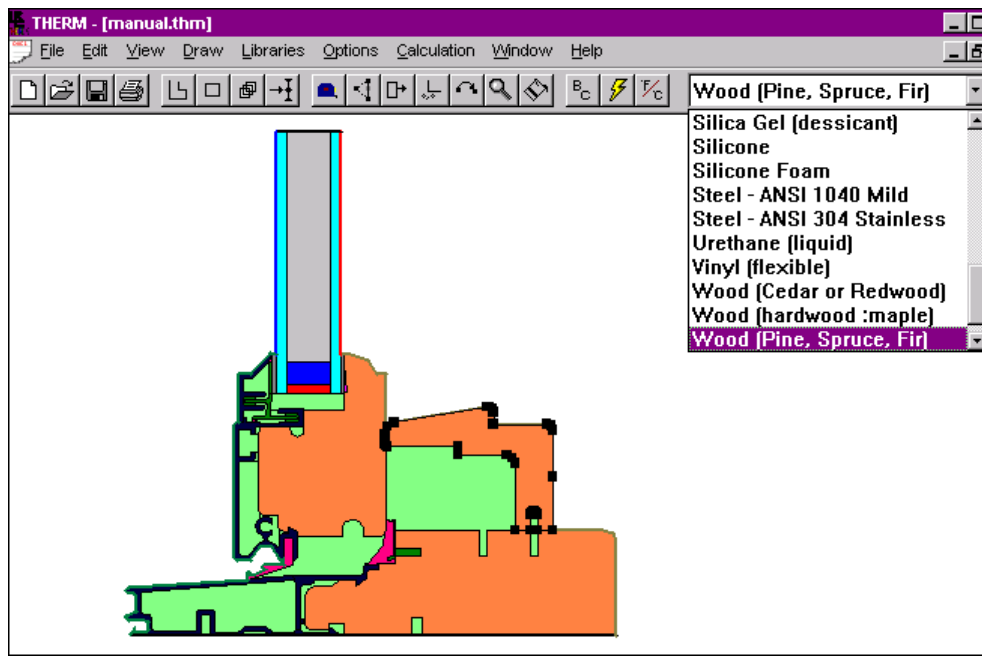 THERM - [manual.thm]
File Edit View Draw Libraries Options Calculation Window Help
BC °F/C Wood (Pine, Spruce, Fir)
Silica Gel (dessicant)
Silicone
Silicone Foam
Steel - ANSI 1040 Mild
Steel - ANSI 304 Stainless
Urethane (liquid)
Vinyl (flexible)
Wood (Cedar or Redwood)
Wood (hardwood :maple)
Wood (Pine, Spruce, Fir)